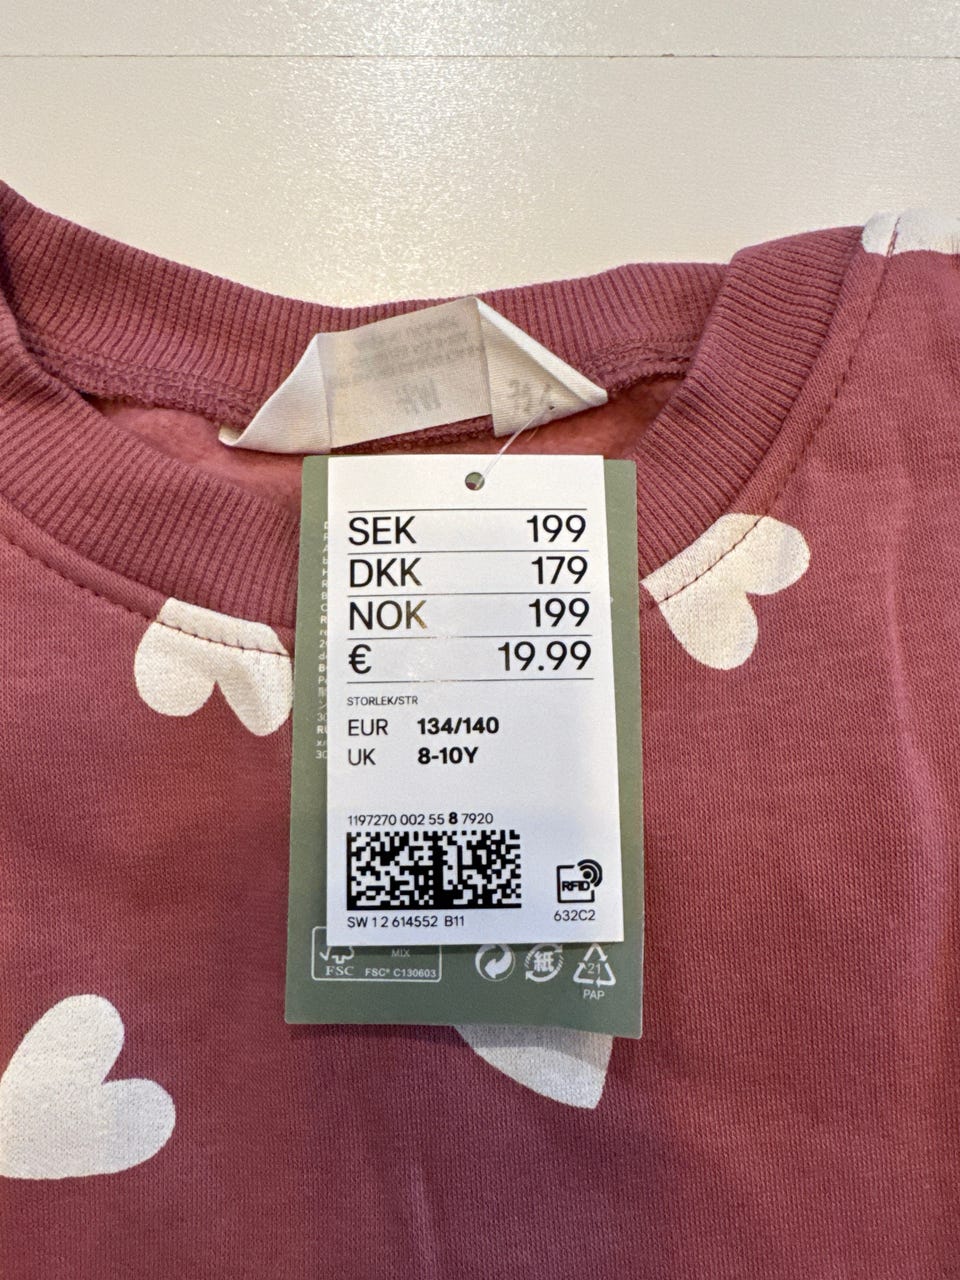 SEK 199
DKK 179
NOK 199
€ 19.99
STORLEK/STR
EUR 134/140
UK 8-10Y
1197270 002 55 8 7920
RFID
SW 1 2 614552 B11
632C2
MIX
FSC
FSC® C130603
紙
21
PAP